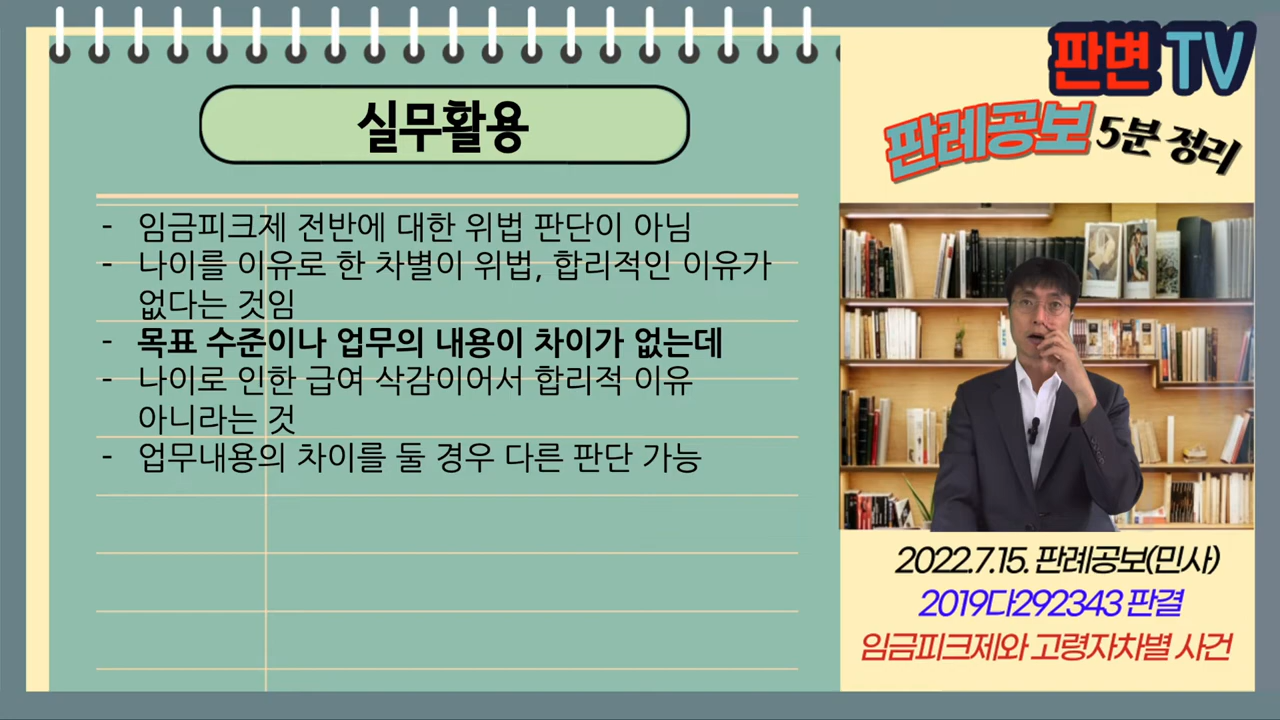 실무활용
- 임금피크제 전반에 대한 위법 판단이 아님
- 나이를 이유로 한 차별이 위법, 합리적인 이유가
없다는 것임
- 목표 수준이나 업무의 내용이 차이가 없는데
- 나이로 인한 급여 삭감이어서 합리적 이유
아니라는 것
- 업무내용의 차이를 둘 경우 다른 판단 가능
판변 TV
판례공보 5분 정리
2022.7.15. 판례공보(민사)
2019다292343 판결
임금피크제와 고령자차별 사건